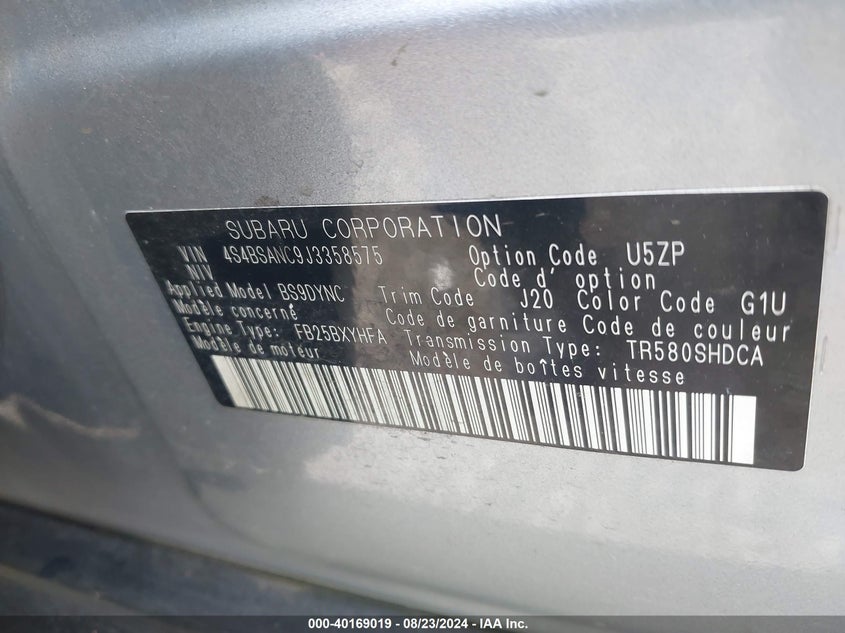 SUBARU CORPORATION
VIN 4S4BSANC9J3358575 Option Code U5ZP
NIV Code d' option
Applied Model BS9DYNC Trim Code J20 Color Code G1U
Modèle concerné Code de garniture Code de couleur
Engine Type: FB25BXYHFA Transmission Type: TR580SHDCA
Modèle de moteur Modèle de boîtes vitesse
000-40169019 - 08/23/2024 - IAA Inc.